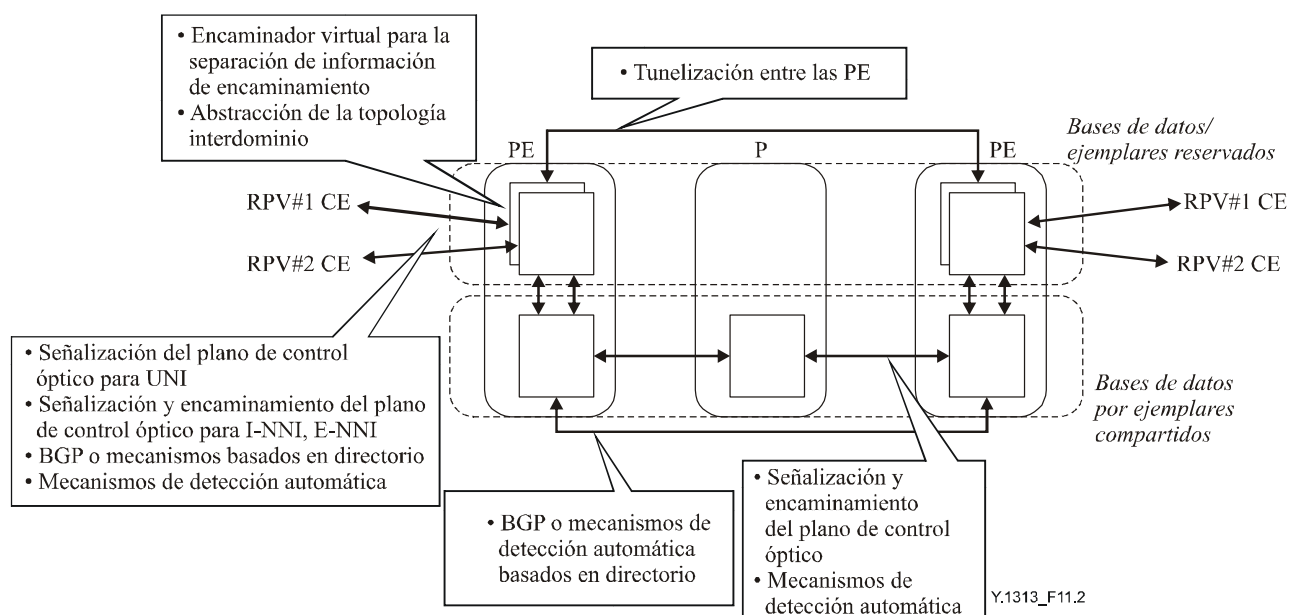 • Encaminador virtual para la
separación de información
de encaminamiento
• Abstracción de la topología
interdominio
• Tunelización entre las PE
PE
P
PE
Bases de datos/
ejemplares reservados
RPV#1 CE
RPV#2 CE
RPV#1 CE
RPV#2 CE
• Señalización del plano de control
óptico para UNI
• Señalización y encaminamiento del plano
de control óptico para I-NNI, E-NNI
• BGP o mecanismos basados en directorio
• Mecanismos de detección automática
Bases de datos
por ejemplares
compartidos
• BGP o mecanismos de
detección automática
basados en directorio
• Señalización y
encaminamiento
del plano de control
óptico
• Mecanismos de
detección automática
Y.1313_F11.2